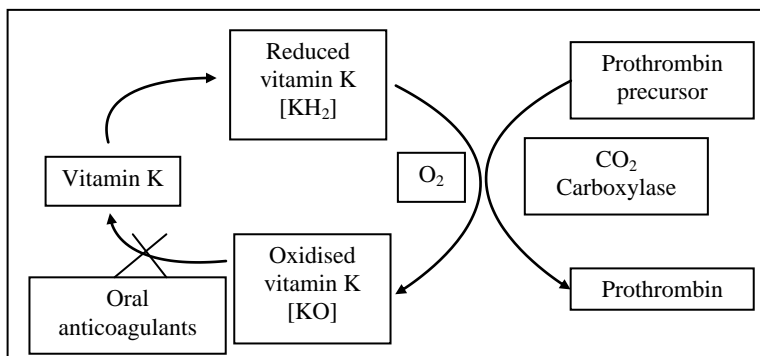 Reduced
vitamin K
[KH₂]
Prothrombin
precursor
Vitamin K
O₂
CO₂
Carboxylase
Oral
anticoagulants
Oxidised
vitamin K
[KO]
Prothrombin